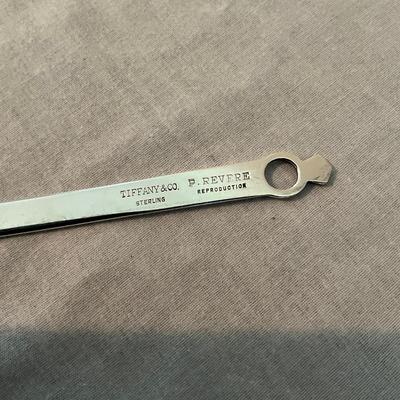 TIFFANY & CO. P. REVERE
STERLING REPRODUCTION